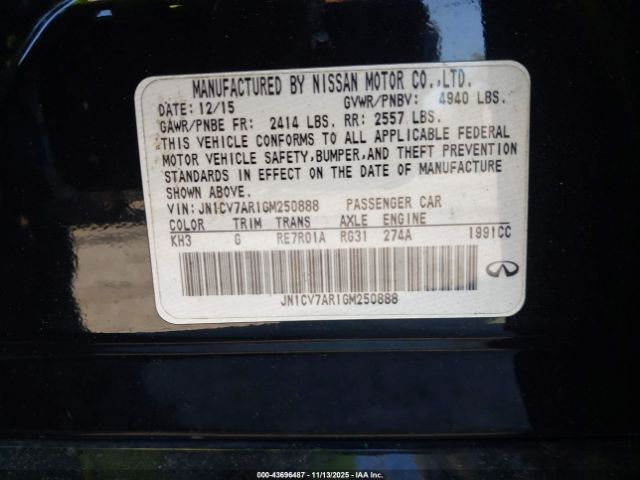 MANUFACTURED BY NISSAN MOTOR CO.,LTD.
DATE: 12/15 GVWR/PNBV: 4940 LBS.
GAWR/PNBE FR: 2414 LBS. RR: 2557 LBS.
THIS VEHICLE CONFORMS TO ALL APPLICABLE FEDERAL
MOTOR VEHICLE SAFETY,BUMPER,AND THEFT PREVENTION
STANDARDS IN EFFECT ON THE DATE OF MANUFACTURE
SHOWN ABOVE.
VIN: JN1CV7AR1GM250888 PASSENGER CAR
COLOR TRIM TRANS AXLE ENGINE
KH3 G RE7R01A RG31 274A 1991CC
JN1CV7AR1GM250888
000-43696487 - 11/13/2025 - IAAI.COM